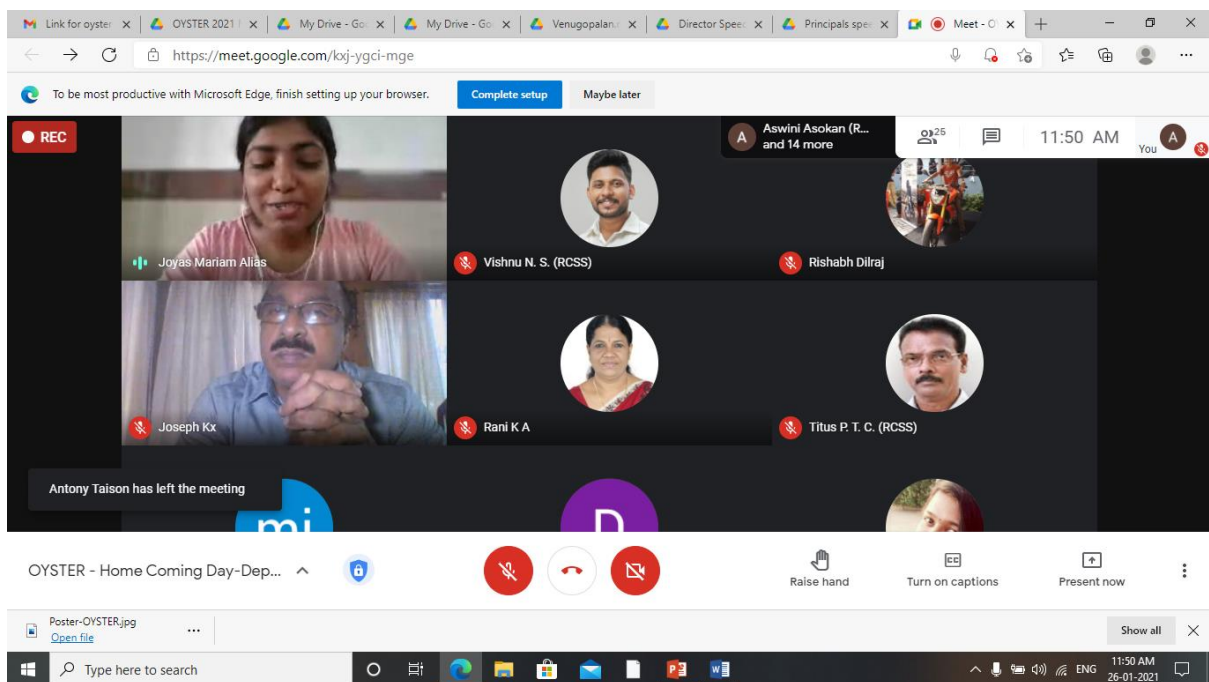 Link for oyster
OYSTER 2021
My Drive - Goo
My Drive - Goo
Venugopalan.
Director Speec
Principals spee
Meet - O
https://meet.google.com/kxj-ygci-mge
To be most productive with Microsoft Edge, finish setting up your browser.
Complete setup
Maybe later
REC
A
Aswini Asokan (R...
and 14 more
25
11:50 AM
You
A
Joyas Mariam Alias
Vishnu N. S. (RCSS)
Rishabh Dilraj
Joseph Kx
Rani K A
Titus P. T. C. (RCSS)
Antony Taison has left the meeting
mi
D
OYSTER - Home Coming Day-Dep...
Raise hand
CC
Turn on captions
Present now
Poster-OYSTER.jpg
Open file
Show all
Type here to search
ENG
11:50 AM
26-01-2021